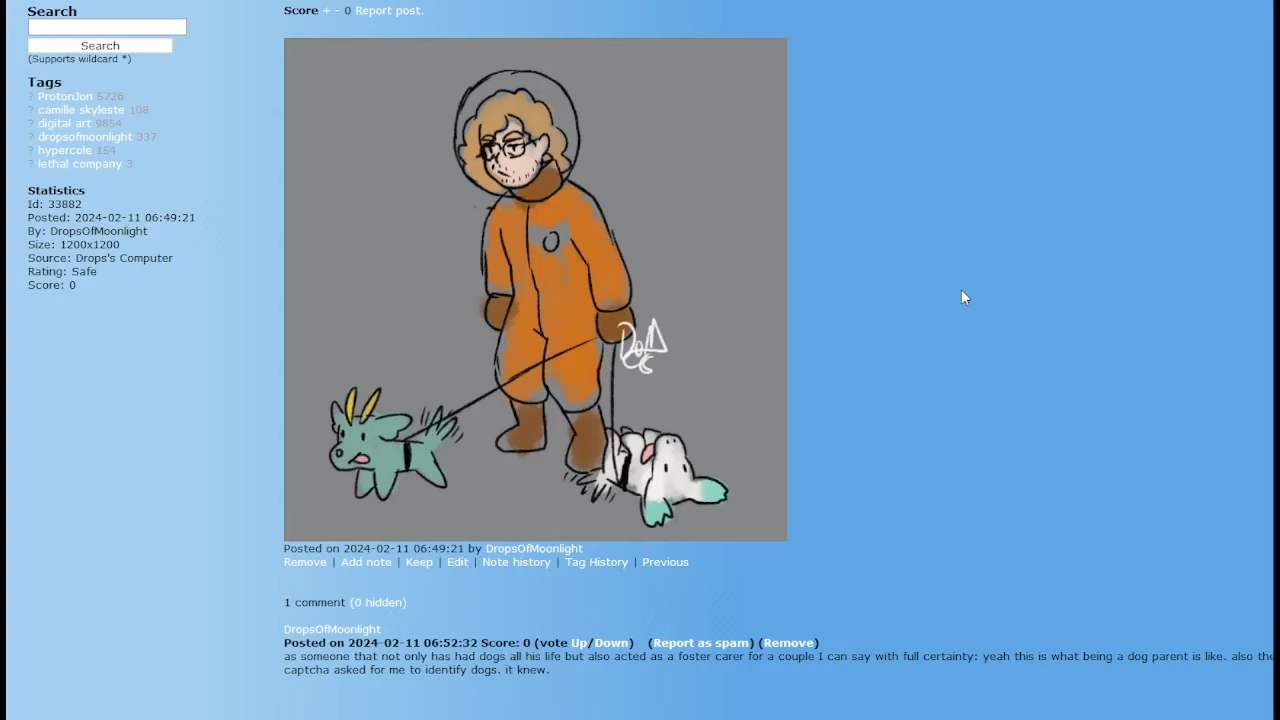 Search
Search
(Supports wildcard *)
Tags
? ProtonJon 5726
? camille skyleste 108
? digital art 9854
? dropsofmoonlight 337
? hypercole 154
? lethal company 3
Statistics
Id: 33882
Posted: 2024-02-11 06:49:21
By: DropsOfMoonlight
Size: 1200x1200
Source: Drops's Computer
Rating: Safe
Score: 0
Score + - 0 Report post.
Posted on 2024-02-11 06:49:21 by DropsOfMoonlight
Remove | Add note | Keep | Edit | Note history | Tag History | Previous
1 comment (0 hidden)
DropsOfMoonlight
Posted on 2024-02-11 06:52:32 Score: 0 (vote Up/Down) (Report as spam) (Remove)
as someone that not only has had dogs all his life but also acted as a foster carer for a couple I can say with full certainty: yeah this is what being a dog parent is like. also the
captcha asked for me to identify dogs. it knew.